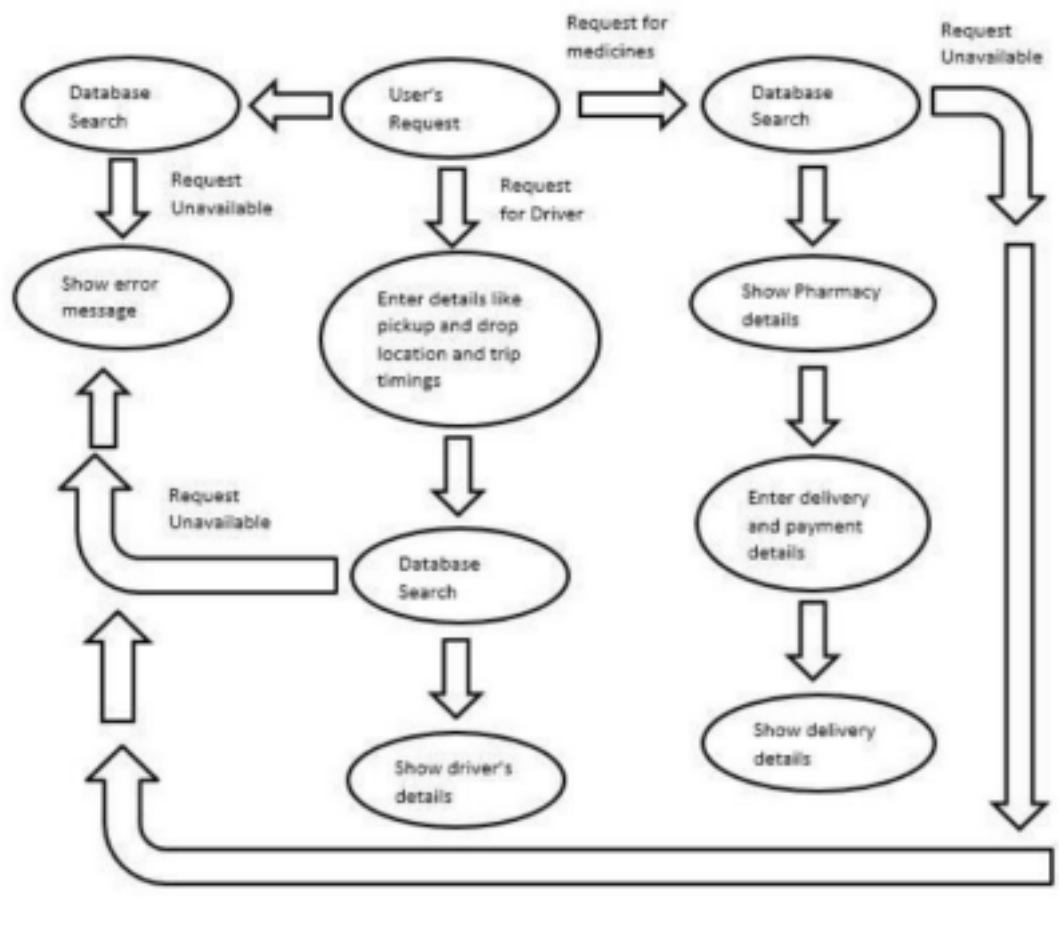 Request for
medicines
Request
Unavailable
Database
Search
User's
Request
Database
Search
Request
Unavailable
Request
for Driver
Show error
message
Enter details like
pickup and drop
location and trip
timings
Show Pharmacy
details
Request
Unavailable
Enter delivery
and payment
details
Database
Search
Show driver's
details
Show delivery
details